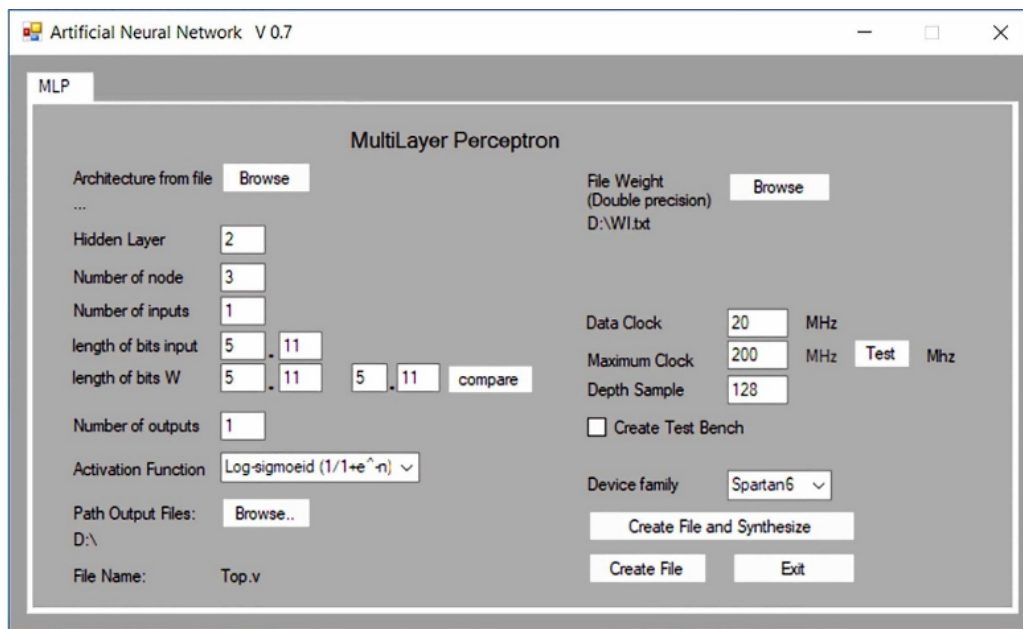 Artificial Neural Network V 0.7
MLP
MultiLayer Perceptron
Architecture from file Browse
...
Hidden Layer 2
Number of node 3
Number of inputs 1
length of bits input 5 . 11
length of bits W 5 . 11 5 . 11 compare
Number of outputs 1
Activation Function Log-sigmoeid (1/1+e^-n)
Path Output Files: Browse..
D:\
File Name: Top.v
File Weight
(Double precision) Browse
D:\WI.txt
Data Clock 20 MHz
Maximum Clock 200 MHz Test Mhz
Depth Sample 128
Create Test Bench
Device family Spartan6
Create File and Synthesize
Create File Exit